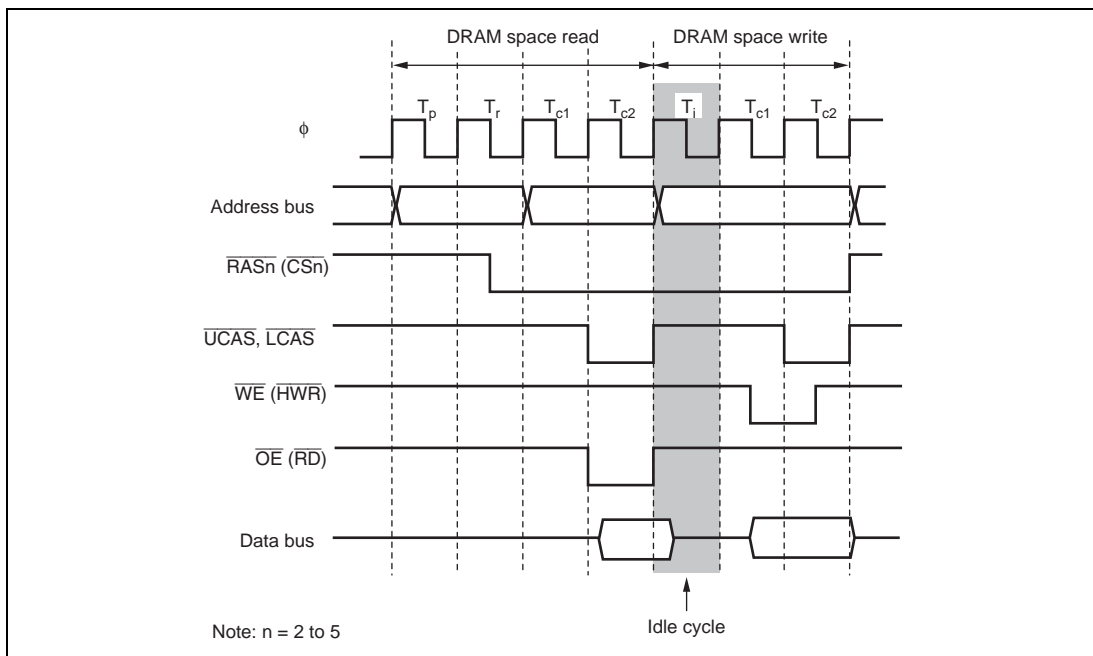 DRAM space read DRAM space write
Tp Tr Tc1 Tc2 Ti Tc1 Tc2
φ
Address bus
RASn (CSn)
UCAS, LCAS
WE (HWR)
OE (RD)
Data bus
Idle cycle
Note: n = 2 to 5